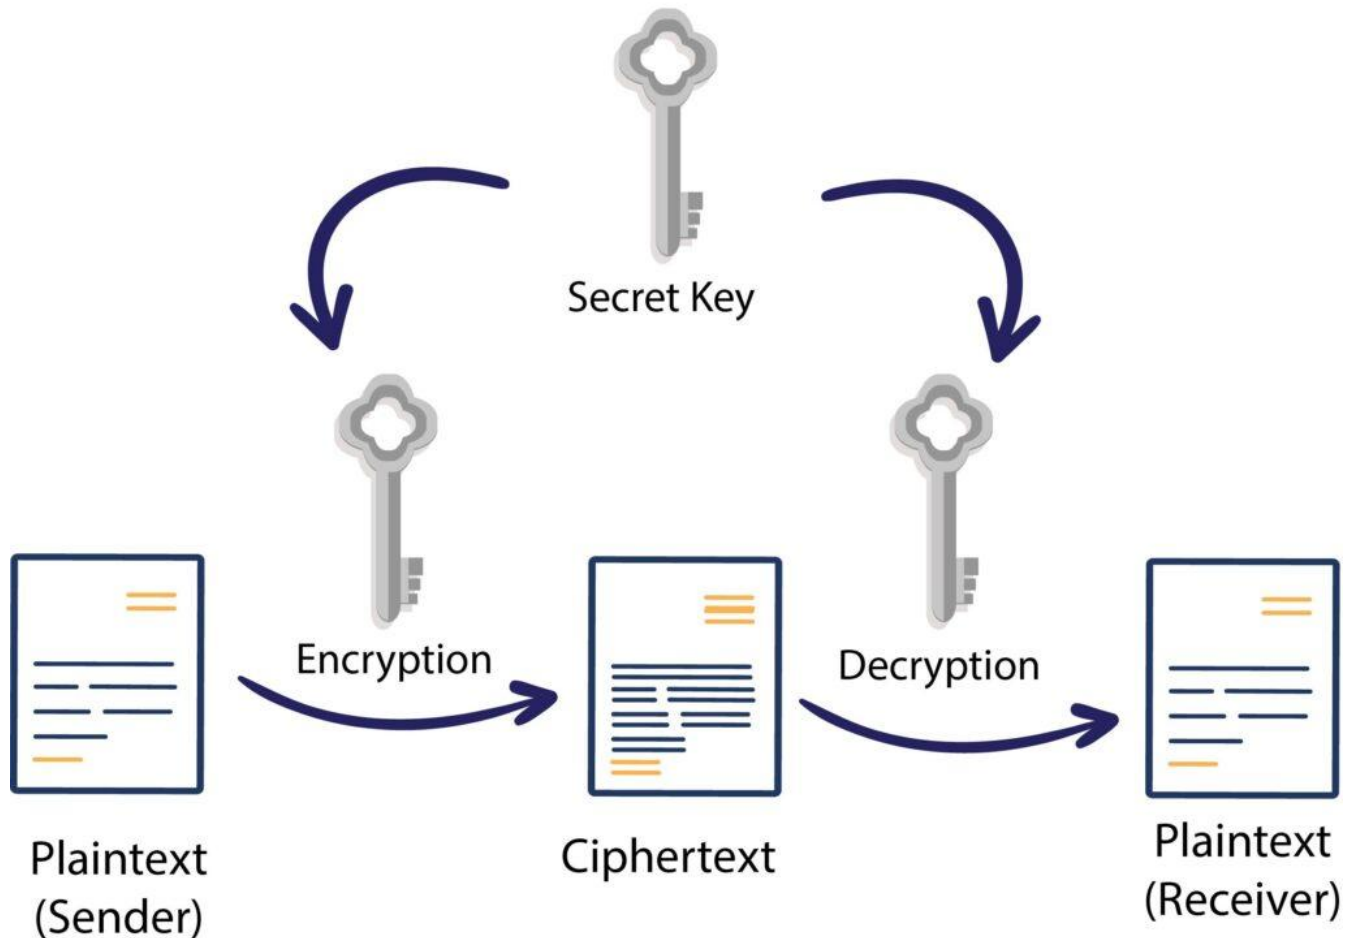 Secret Key
Encryption
Decryption
Plaintext
(Sender)
Ciphertext
Plaintext
(Receiver)